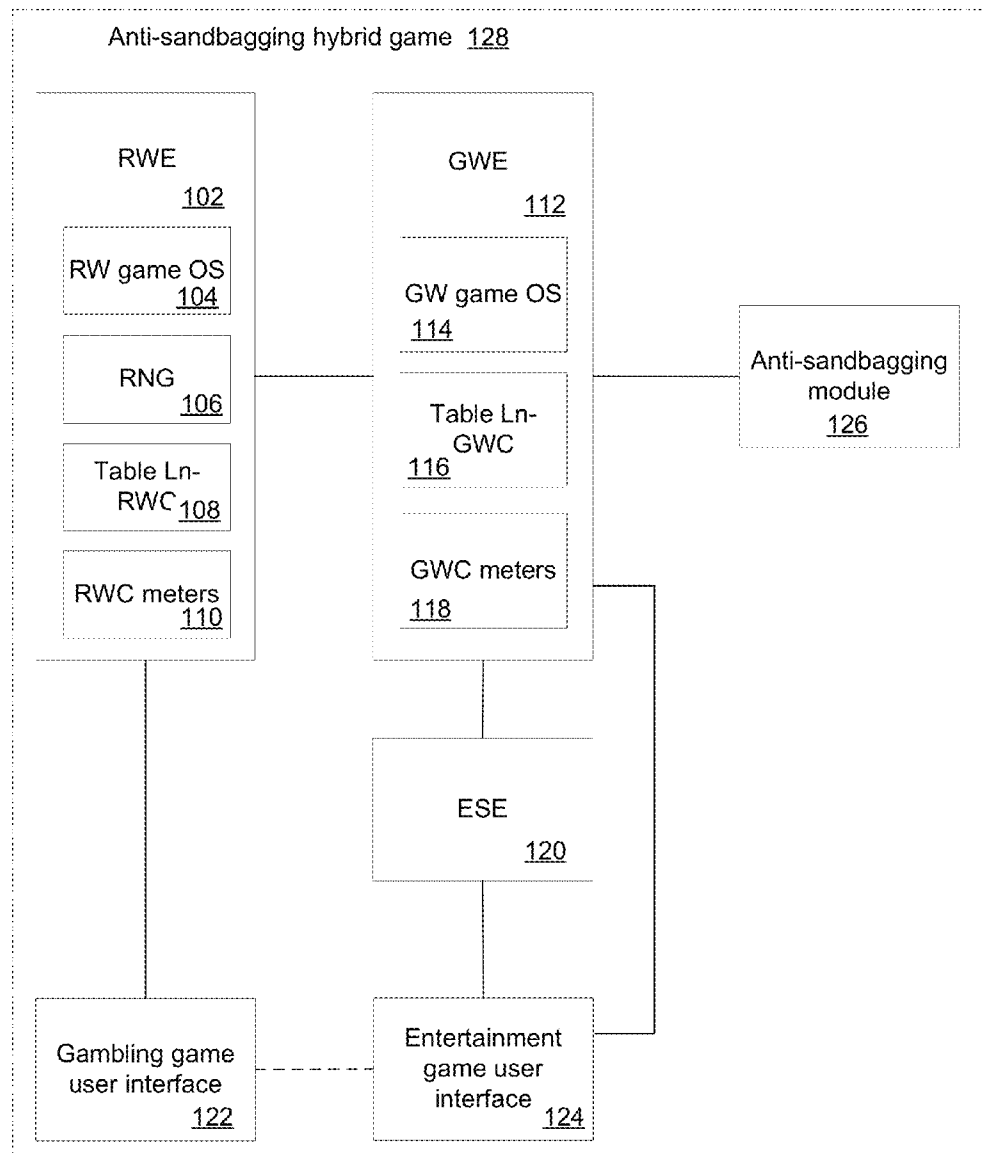 Anti-sandbagging hybrid game 128
RWE
102
RW game OS
104
RNG
106
Table Ln-
RWC
108
RWC meters
110
GWE
112
GW game OS
114
Table Ln-
GWC
116
GWC meters
118
Anti-sandbagging
module
126
ESE
120
Gambling game
user interface
122
Entertainment
game user
interface
124